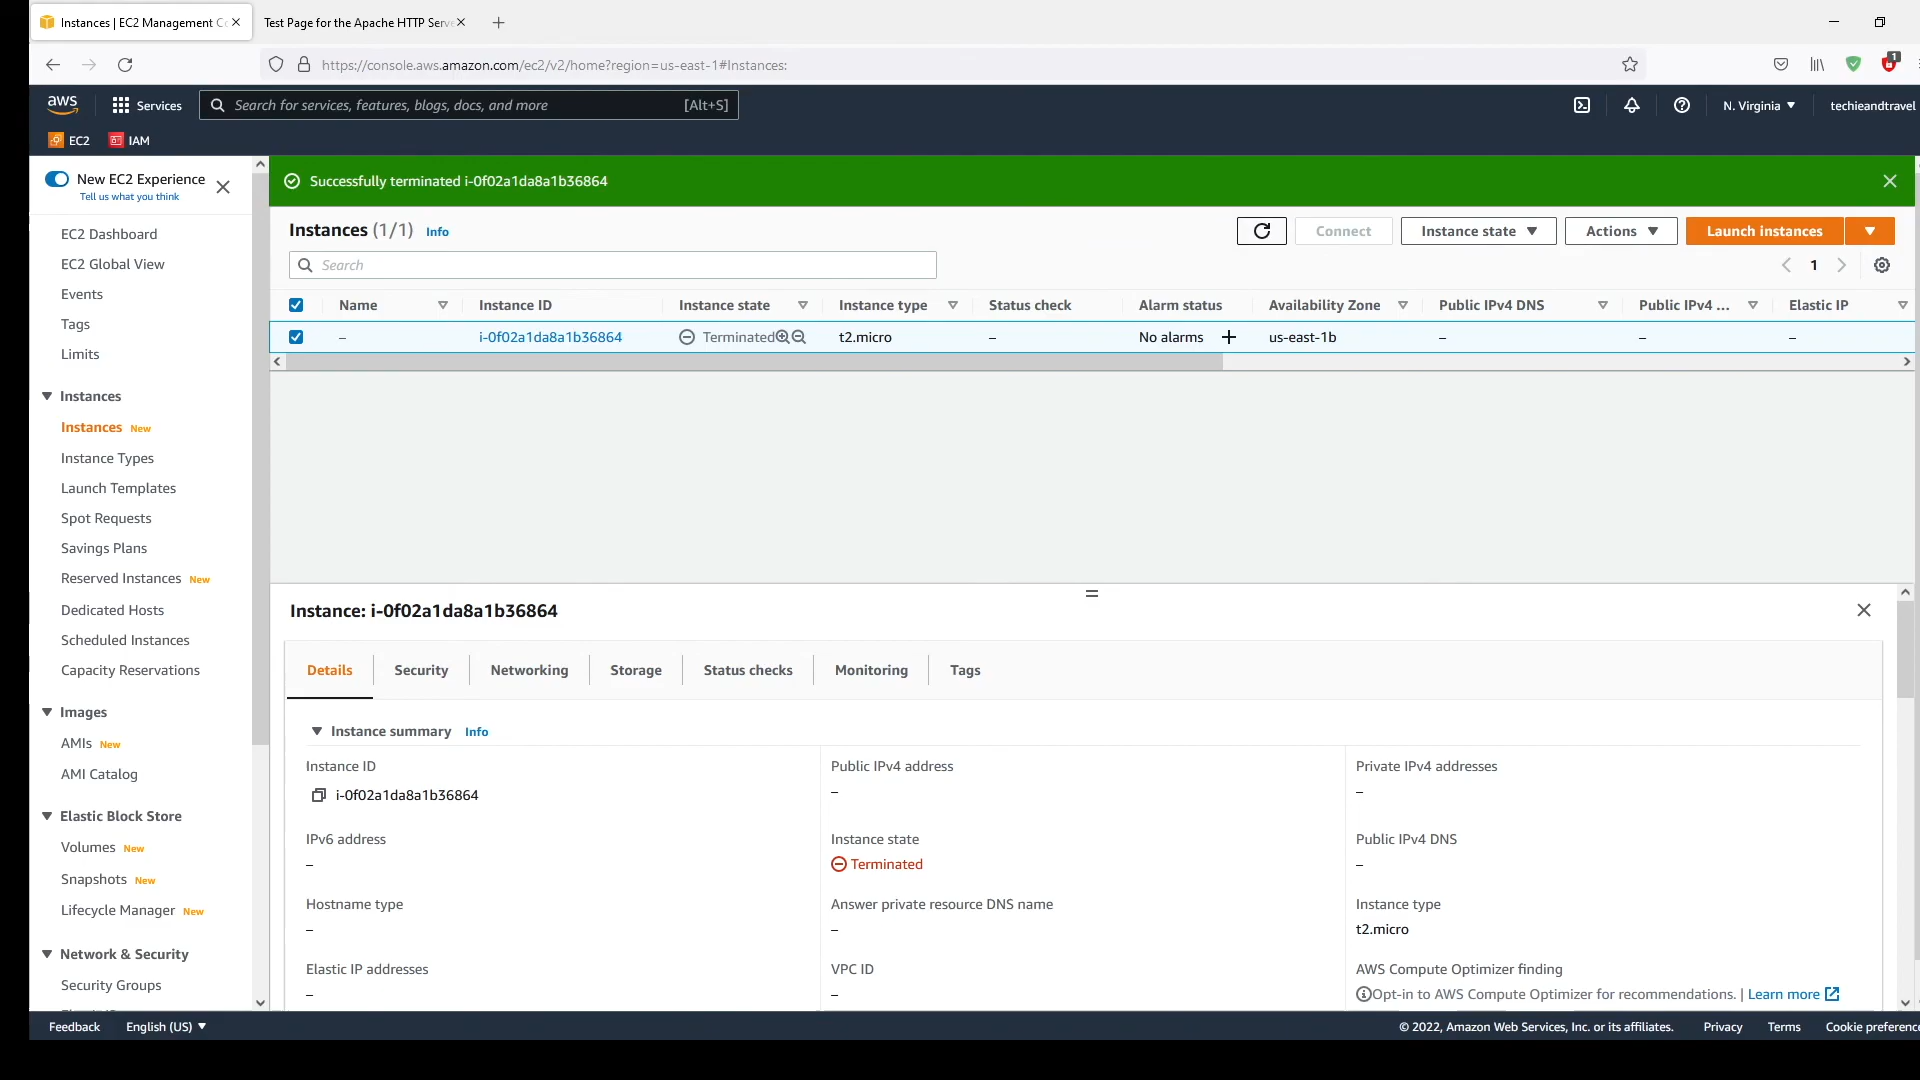 Instances | EC2 Management C
Test Page for the Apache HTTP Serv
https://console.aws.amazon.com/ec2/v2/home?region=us-east-1#Instances:
1
aws
Services
Search for services, features, blogs, docs, and more
[Alt+S]
N. Virginia
techieandtravel
EC2
IAM
New EC2 Experience
Tell us what you think
EC2 Dashboard
EC2 Global View
Events
Tags
Limits
Instances
Instances New
Instance Types
Launch Templates
Spot Requests
Savings Plans
Reserved Instances New
Dedicated Hosts
Scheduled Instances
Capacity Reservations
Images
AMIs New
AMI Catalog
Elastic Block Store
Volumes New
Snapshots New
Lifecycle Manager New
Network & Security
Security Groups
Successfully terminated i-0f02a1da8a1b36864
Instances (1/1) Info
Connect
Instance state
Actions
Launch instances
Search
1
Name Instance ID Instance state Instance type Status check Alarm status Availability Zone Public IPv4 DNS Public IPv4 ... Elastic IP
– i-0f02a1da8a1b36864 Terminated t2.micro – No alarms + us-east-1b – – –
Instance: i-0f02a1da8a1b36864
Details Security Networking Storage Status checks Monitoring Tags
Instance summary Info
Instance ID
i-0f02a1da8a1b36864
Public IPv4 address
–
Private IPv4 addresses
–
IPv6 address
–
Instance state
Terminated
Public IPv4 DNS
–
Hostname type
–
Answer private resource DNS name
–
Instance type
t2.micro
Elastic IP addresses
–
VPC ID
–
AWS Compute Optimizer finding
Opt-in to AWS Compute Optimizer for recommendations. | Learn more
Feedback
English (US)
© 2022, Amazon Web Services, Inc. or its affiliates.
Privacy
Terms
Cookie preference